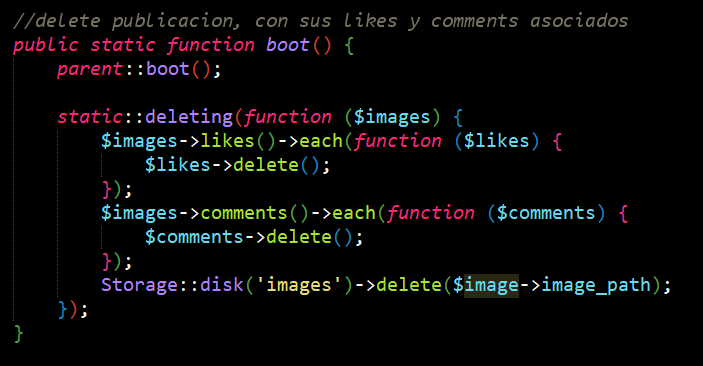 //delete publicacion, con sus likes y comments asociados
public static function boot() {
    parent::boot();
    static::deleting(function ($images) {
        $images->likes()->each(function ($likes) {
            $likes->delete();
        });
        $images->comments()->each(function ($comments) {
            $comments->delete();
        });
        Storage::disk('images')->delete($image->image_path);
    });
}